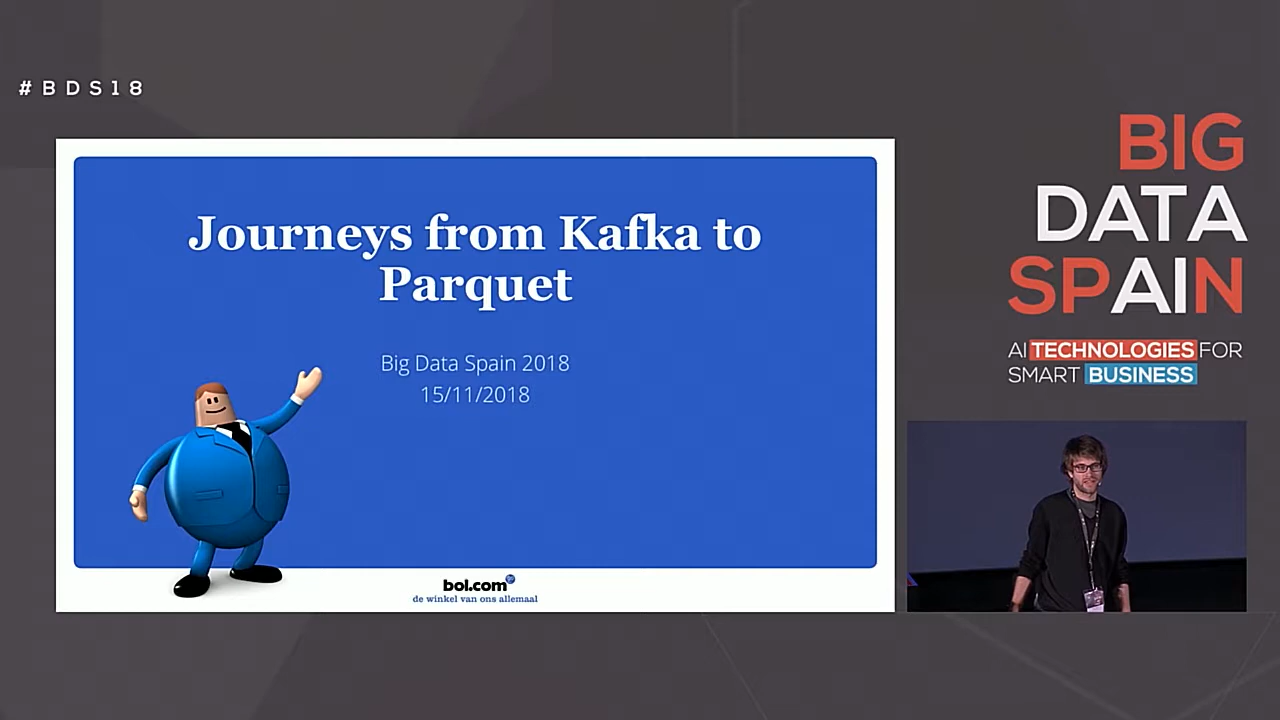 #BDS18
Journeys from Kafka to
Parquet
Big Data Spain 2018
15/11/2018
bol.com
de winkel van ons allemaal
BIG
DATA
SPAIN
AI TECHNOLOGIES FOR
SMART BUSINESS